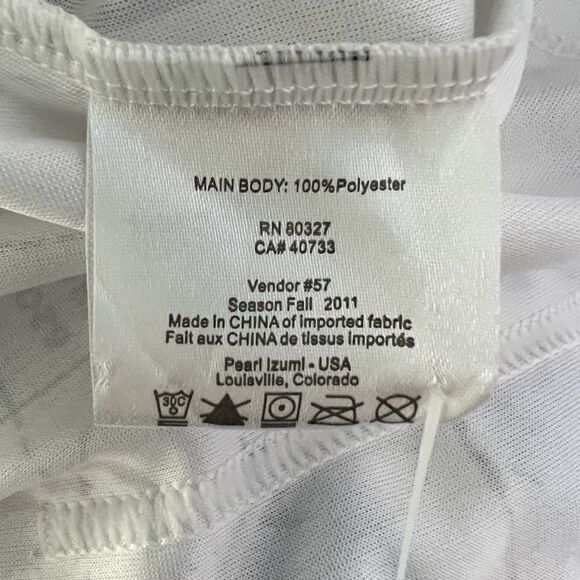 MAIN BODY: 100%Polyester
RN 80327
CA# 40733
Vendor #57
Season Fall 2011
Made in CHINA of imported fabric
Fait aux CHINA de tissus importés
Pearl Izumi - USA
Louisville, Colorado
30C